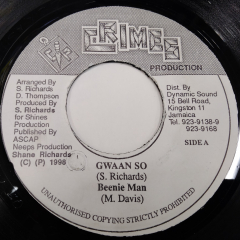 CRIMES
PRODUCTION
Arranged By
S. Richards
D. Thompson
Produced By
S. Richards
for Shines
Production
Published By
ASCAP
Neeps Production
Shane Richards
(C) (P) 1996
Dist. By
Dynamic Sound
15 Bell Road,
Kingston 11
Jamaica
Tel. 923-9138-9
923-9168
SIDE A
GWAAN SO
(S. Richards)
Beenie Man
(M. Davis)
UNAUTHORISED COPYING STRICTLY PROHIBITED